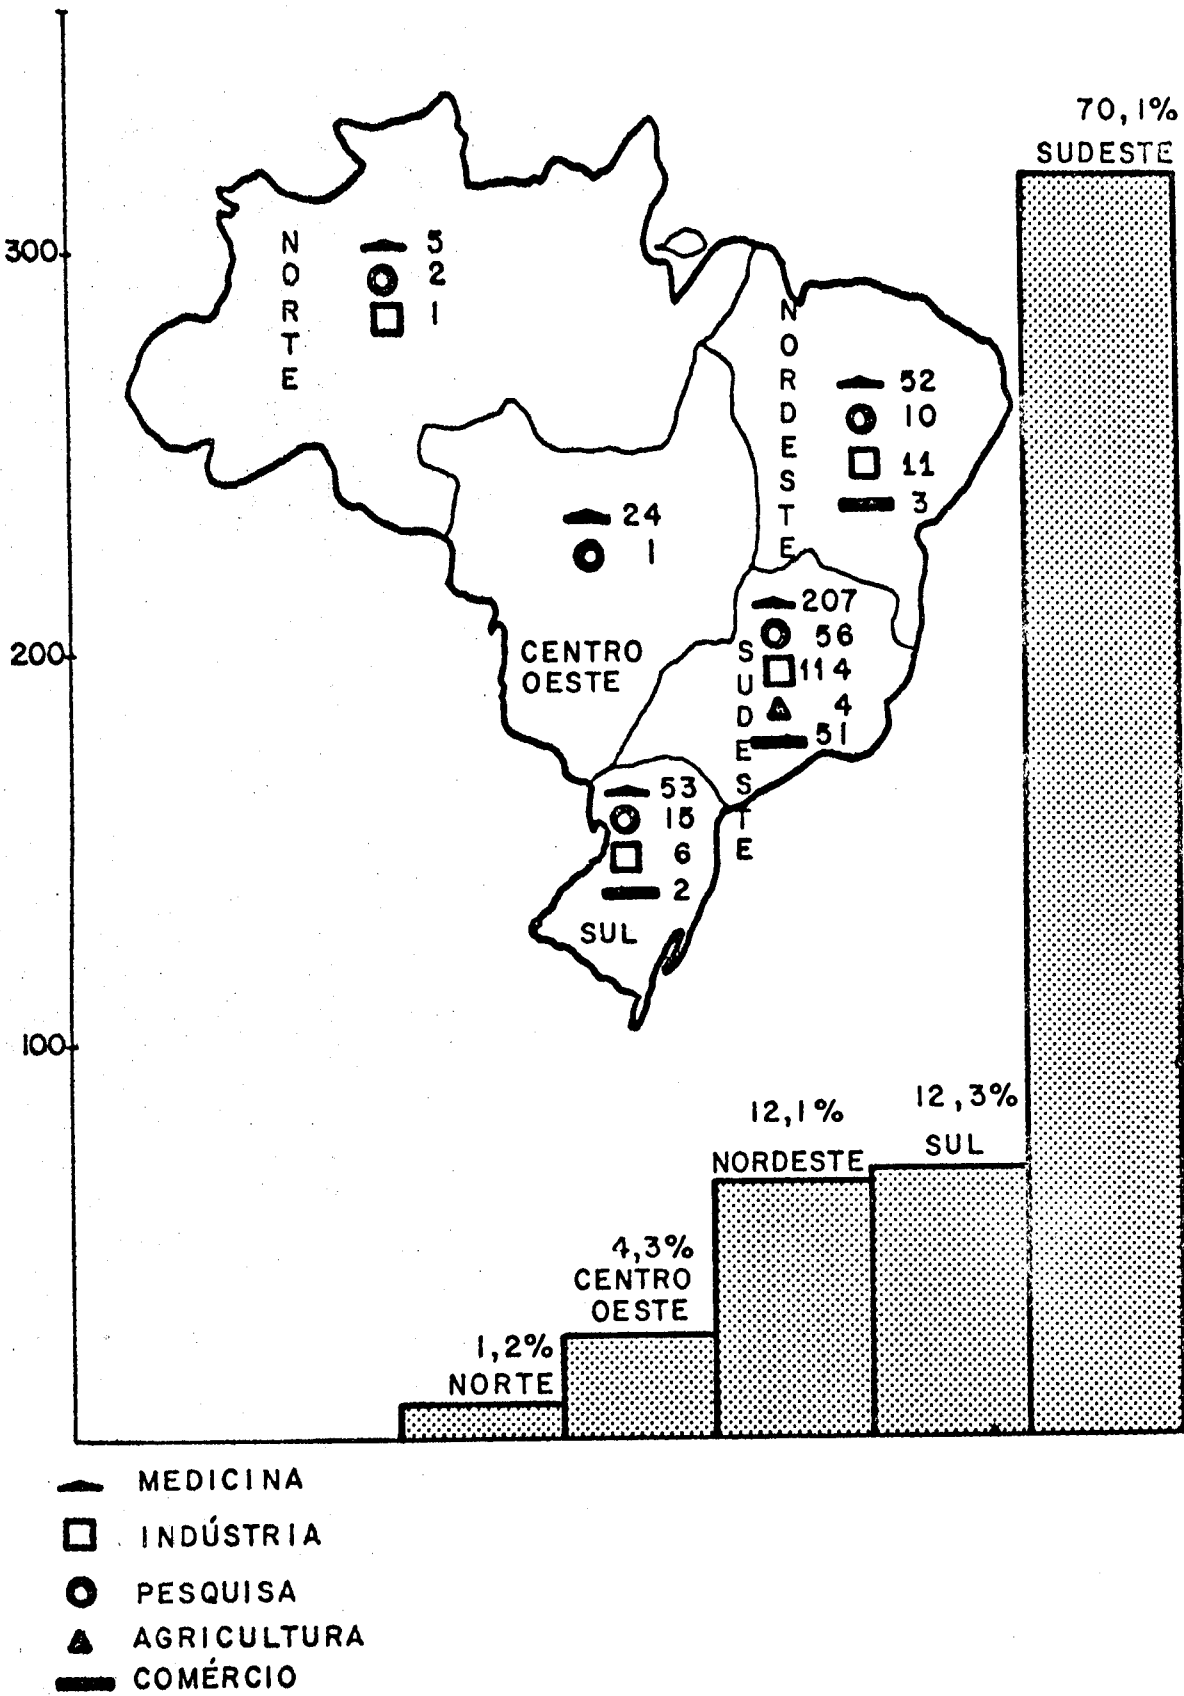 70,1%
SUDESTE
300
200
100
NORTE
5
2
1
NORDESTE
52
10
11
3
24
1
CENTRO
OESTE
SUDESTE
207
56
114
4
51
53
15
6
2
SUL
12,3%
SUL
12,1%
NORDESTE
4,3%
CENTRO
OESTE
1,2%
NORTE
MEDICINA
INDÚSTRIA
PESQUISA
AGRICULTURA
COMÉRCIO